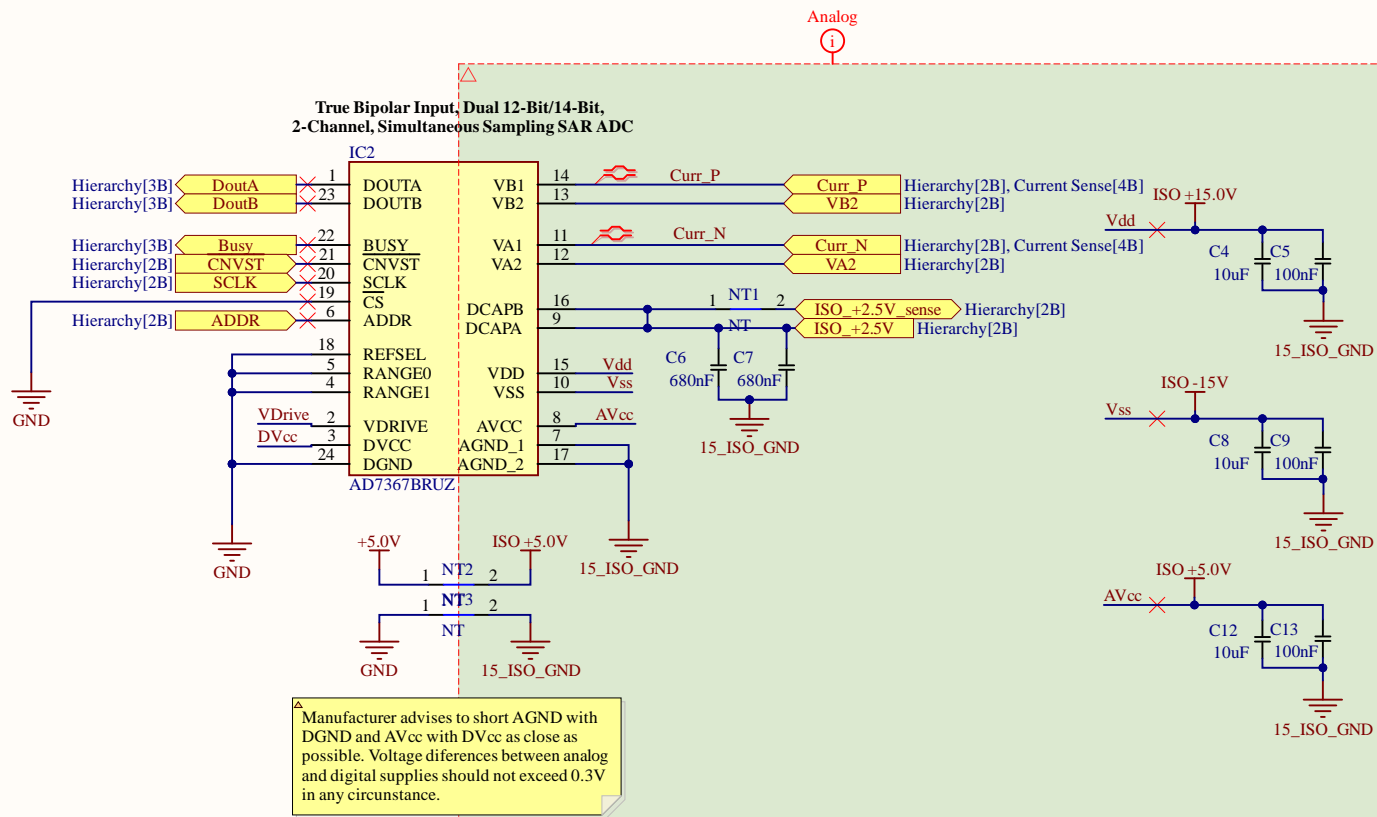 Analog
i
True Bipolar Input, Dual 12-Bit/14-Bit,
2-Channel, Simultaneous Sampling SAR ADC
IC2
Hierarchy[3B] DoutA 1 DOUTA VB1 14 Curr_P Curr_P Hierarchy[2B], Current Sense[4B]
Hierarchy[3B] DoutB 23 DOUTB VB2 13 VB2 Hierarchy[2B]
Hierarchy[3B] Busy 22 BUSY VA1 11 Curr_N Curr_N Hierarchy[2B], Current Sense[4B]
Hierarchy[2B] CNVST 21 CNVST VA2 12 VA2 Hierarchy[2B]
Hierarchy[2B] SCLK 20 SCLK
19 CS DCAPB 16 1 NT1 2 ISO_+2.5V_sense Hierarchy[2B]
Hierarchy[2B] ADDR 6 ADDR DCAPA 9 NT ISO_+2.5V Hierarchy[2B]
18 REFSEL
5 RANGE0 VDD 15 Vdd
4 RANGE1 VSS 10 Vss
VDrive 2 VDRIVE AVCC 8 AVcc
DVcc 3 DVCC AGND_1 7
24 DGND AGND_2 17
AD7367BRUZ
GND
GND
C6 C7
680nF 680nF
15_ISO_GND
15_ISO_GND
+5.0V ISO +5.0V
1 NT2 2
1 NT3 2
NT
GND 15_ISO_GND
Manufacturer advises to short AGND with
DGND and AVcc with DVcc as close as
possible. Voltage diferences between analog
and digital supplies should not exceed 0.3V
in any circunstance.
ISO +15.0V
Vdd
C4 C5
10uF 100nF
15_ISO_GND
ISO -15V
Vss
C8 C9
10uF 100nF
15_ISO_GND
ISO +5.0V
AVcc
C12 C13
10uF 100nF
15_ISO_GND